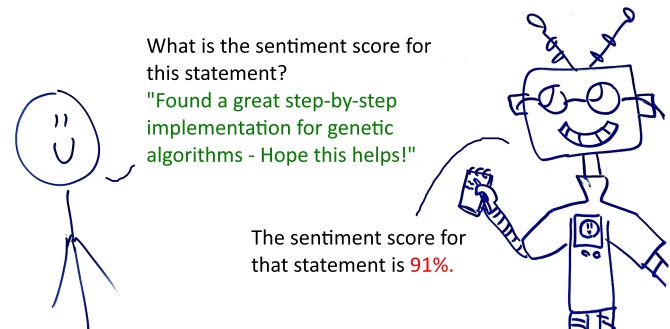 What is the sentiment score for
this statement?
"Found a great step-by-step
implementation for genetic
algorithms - Hope this helps!"
The sentiment score for
that statement is 91%.